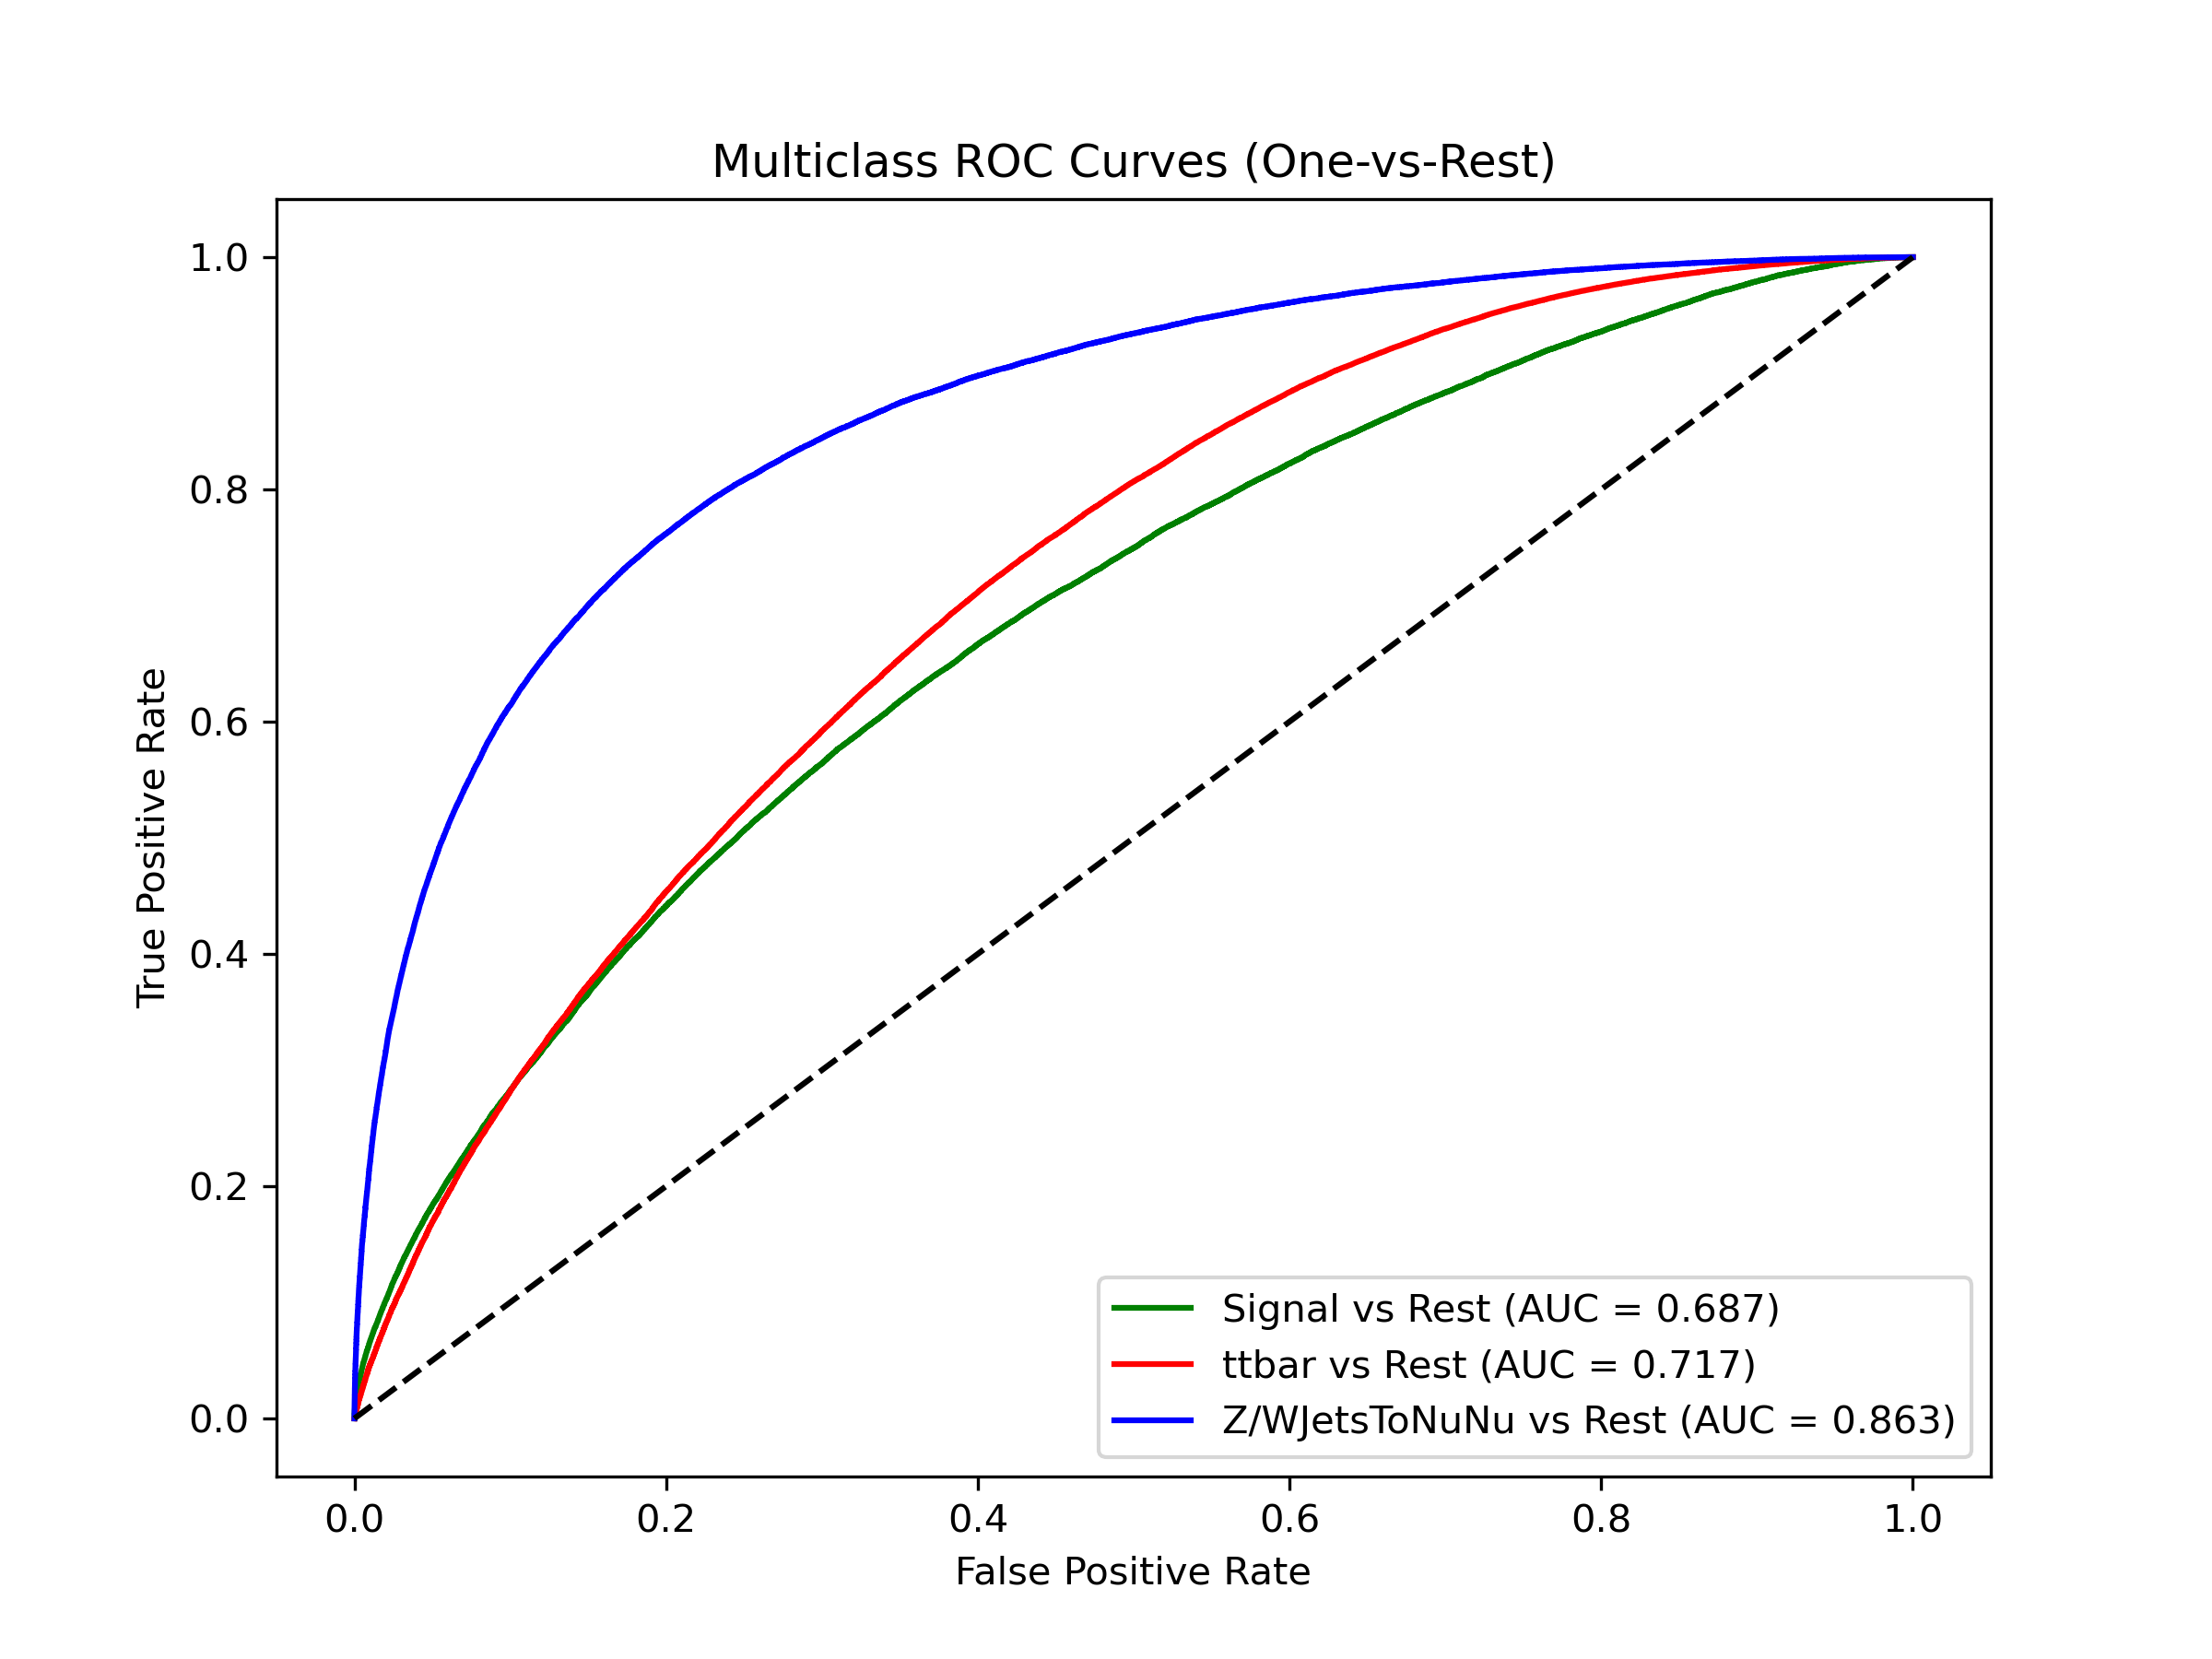 Multiclass ROC Curves (One-vs-Rest)
True Positive Rate
1.0
0.8
0.6
0.4
0.2
0.0
Signal vs Rest (AUC = 0.687)
ttbar vs Rest (AUC = 0.717)
Z/WJetsToNuNu vs Rest (AUC = 0.863)
0.0 0.2 0.4 0.6 0.8 1.0
False Positive Rate